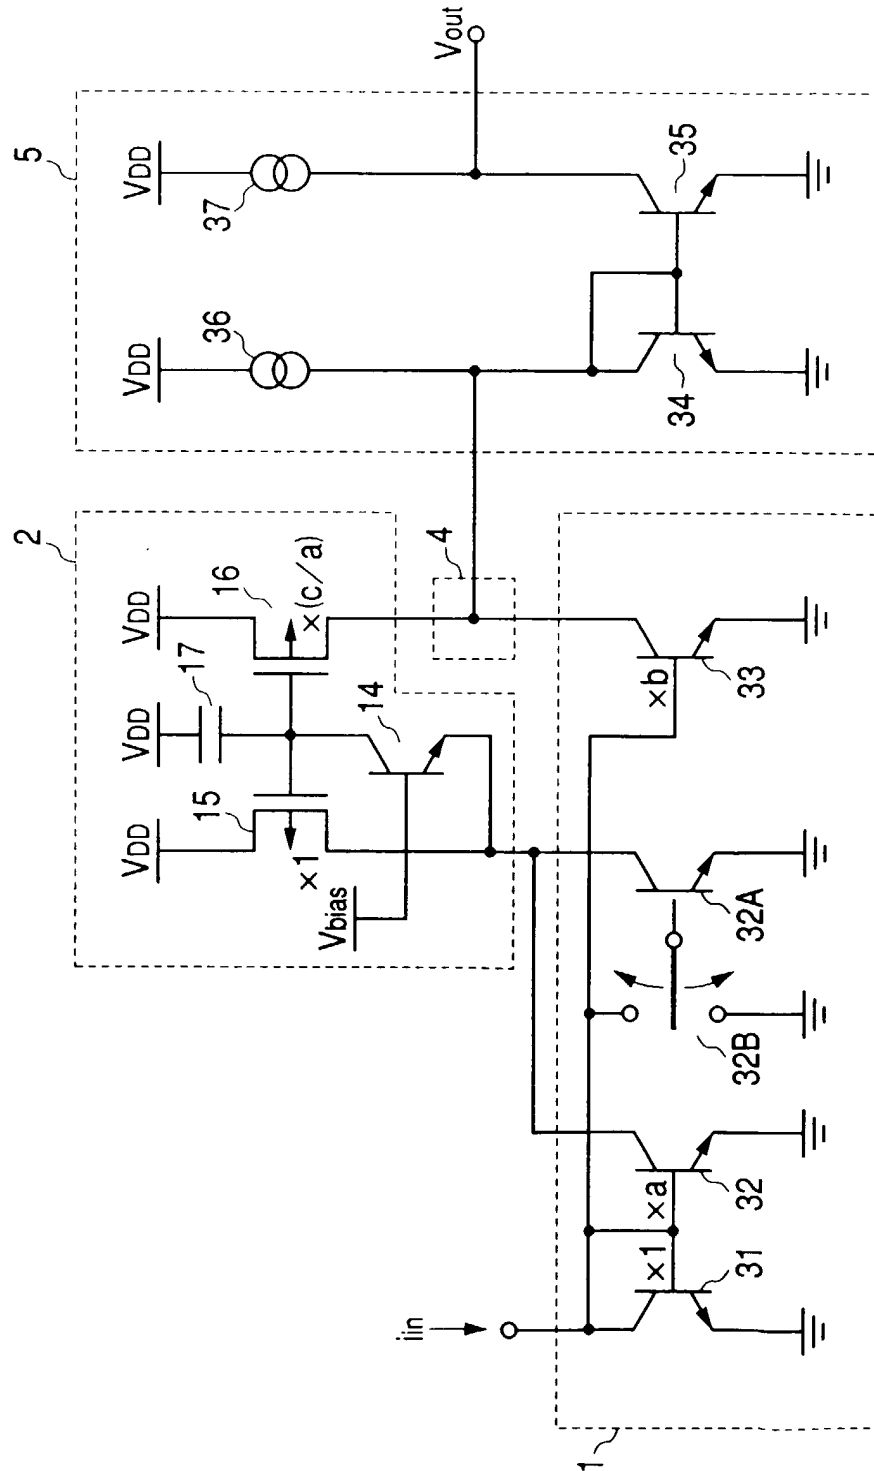 5
VDD
VDD
37
36
Vout
35
34
2
VDD
VDD
VDD
17
16
15
×1
×(c/a)
14
Vbias
4
iin
×1
×a
×b
31
32
32B
32A
33
1